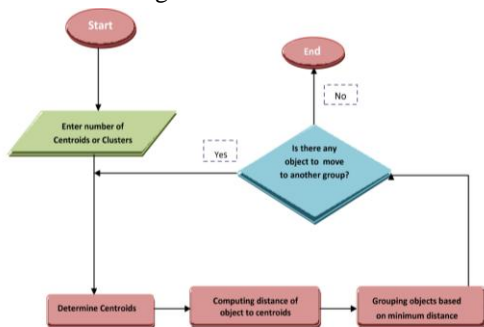 Start
End
No
Enter number of
Centroids or Clusters
Yes
Is there any
object to move
to another group?
Determine Centroids
Computing distance of
object to centroids
Grouping objects based
on minimum distance